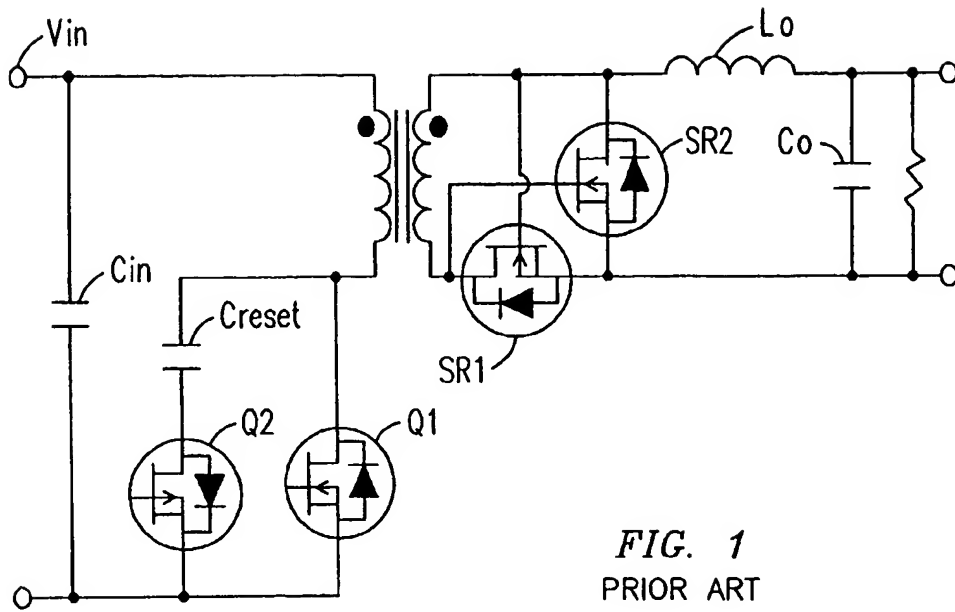 Vin
Lo
SR2
Co
Cin
Creset
SR1
Q2
Q1
FIG. 1
PRIOR ART